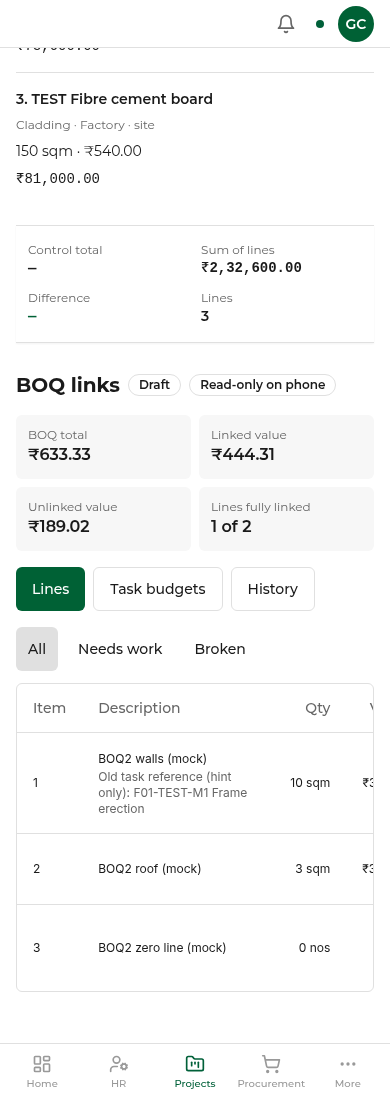 GC
3. TEST Fibre cement board
Cladding · Factory · site
150 sqm · ₹540.00
₹81,000.00
Control total
Sum of lines
–
₹2,32,600.00
Difference
Lines
–
3
BOQ links Draft Read-only on phone
BOQ total
Linked value
₹633.33
₹444.31
Unlinked value
Lines fully linked
₹189.02
1 of 2
Lines Task budgets History
All Needs work Broken
Item Description Qty
BOQ2 walls (mock)
Old task reference (hint
1 10 sqm
only): F01-TEST-M1 Frame
erection
2 BOQ2 roof (mock) 3 sqm
3 BOQ2 zero line (mock) 0 nos
Home HR Projects Procurement More